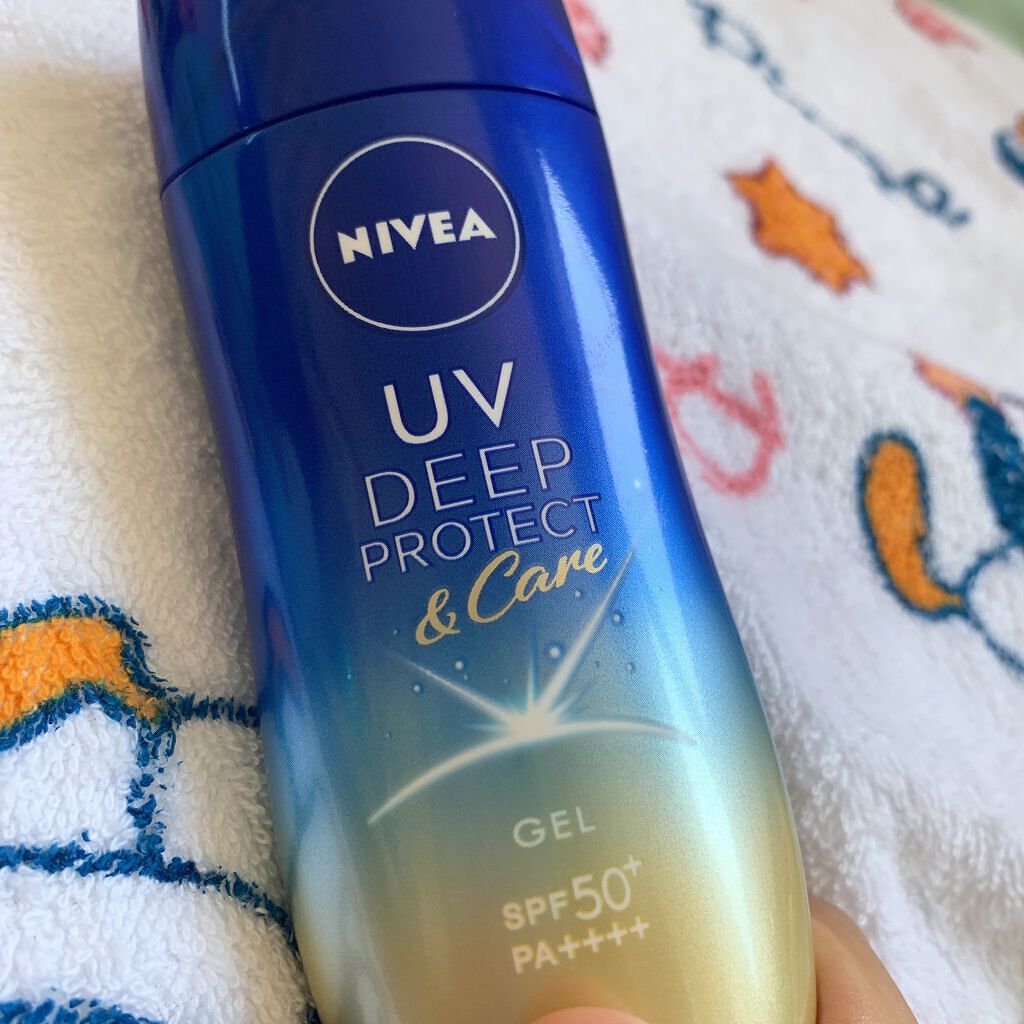 NIVEA
UV
DEEP
PROTECT
& Care
GEL
SPF50+
PA++++